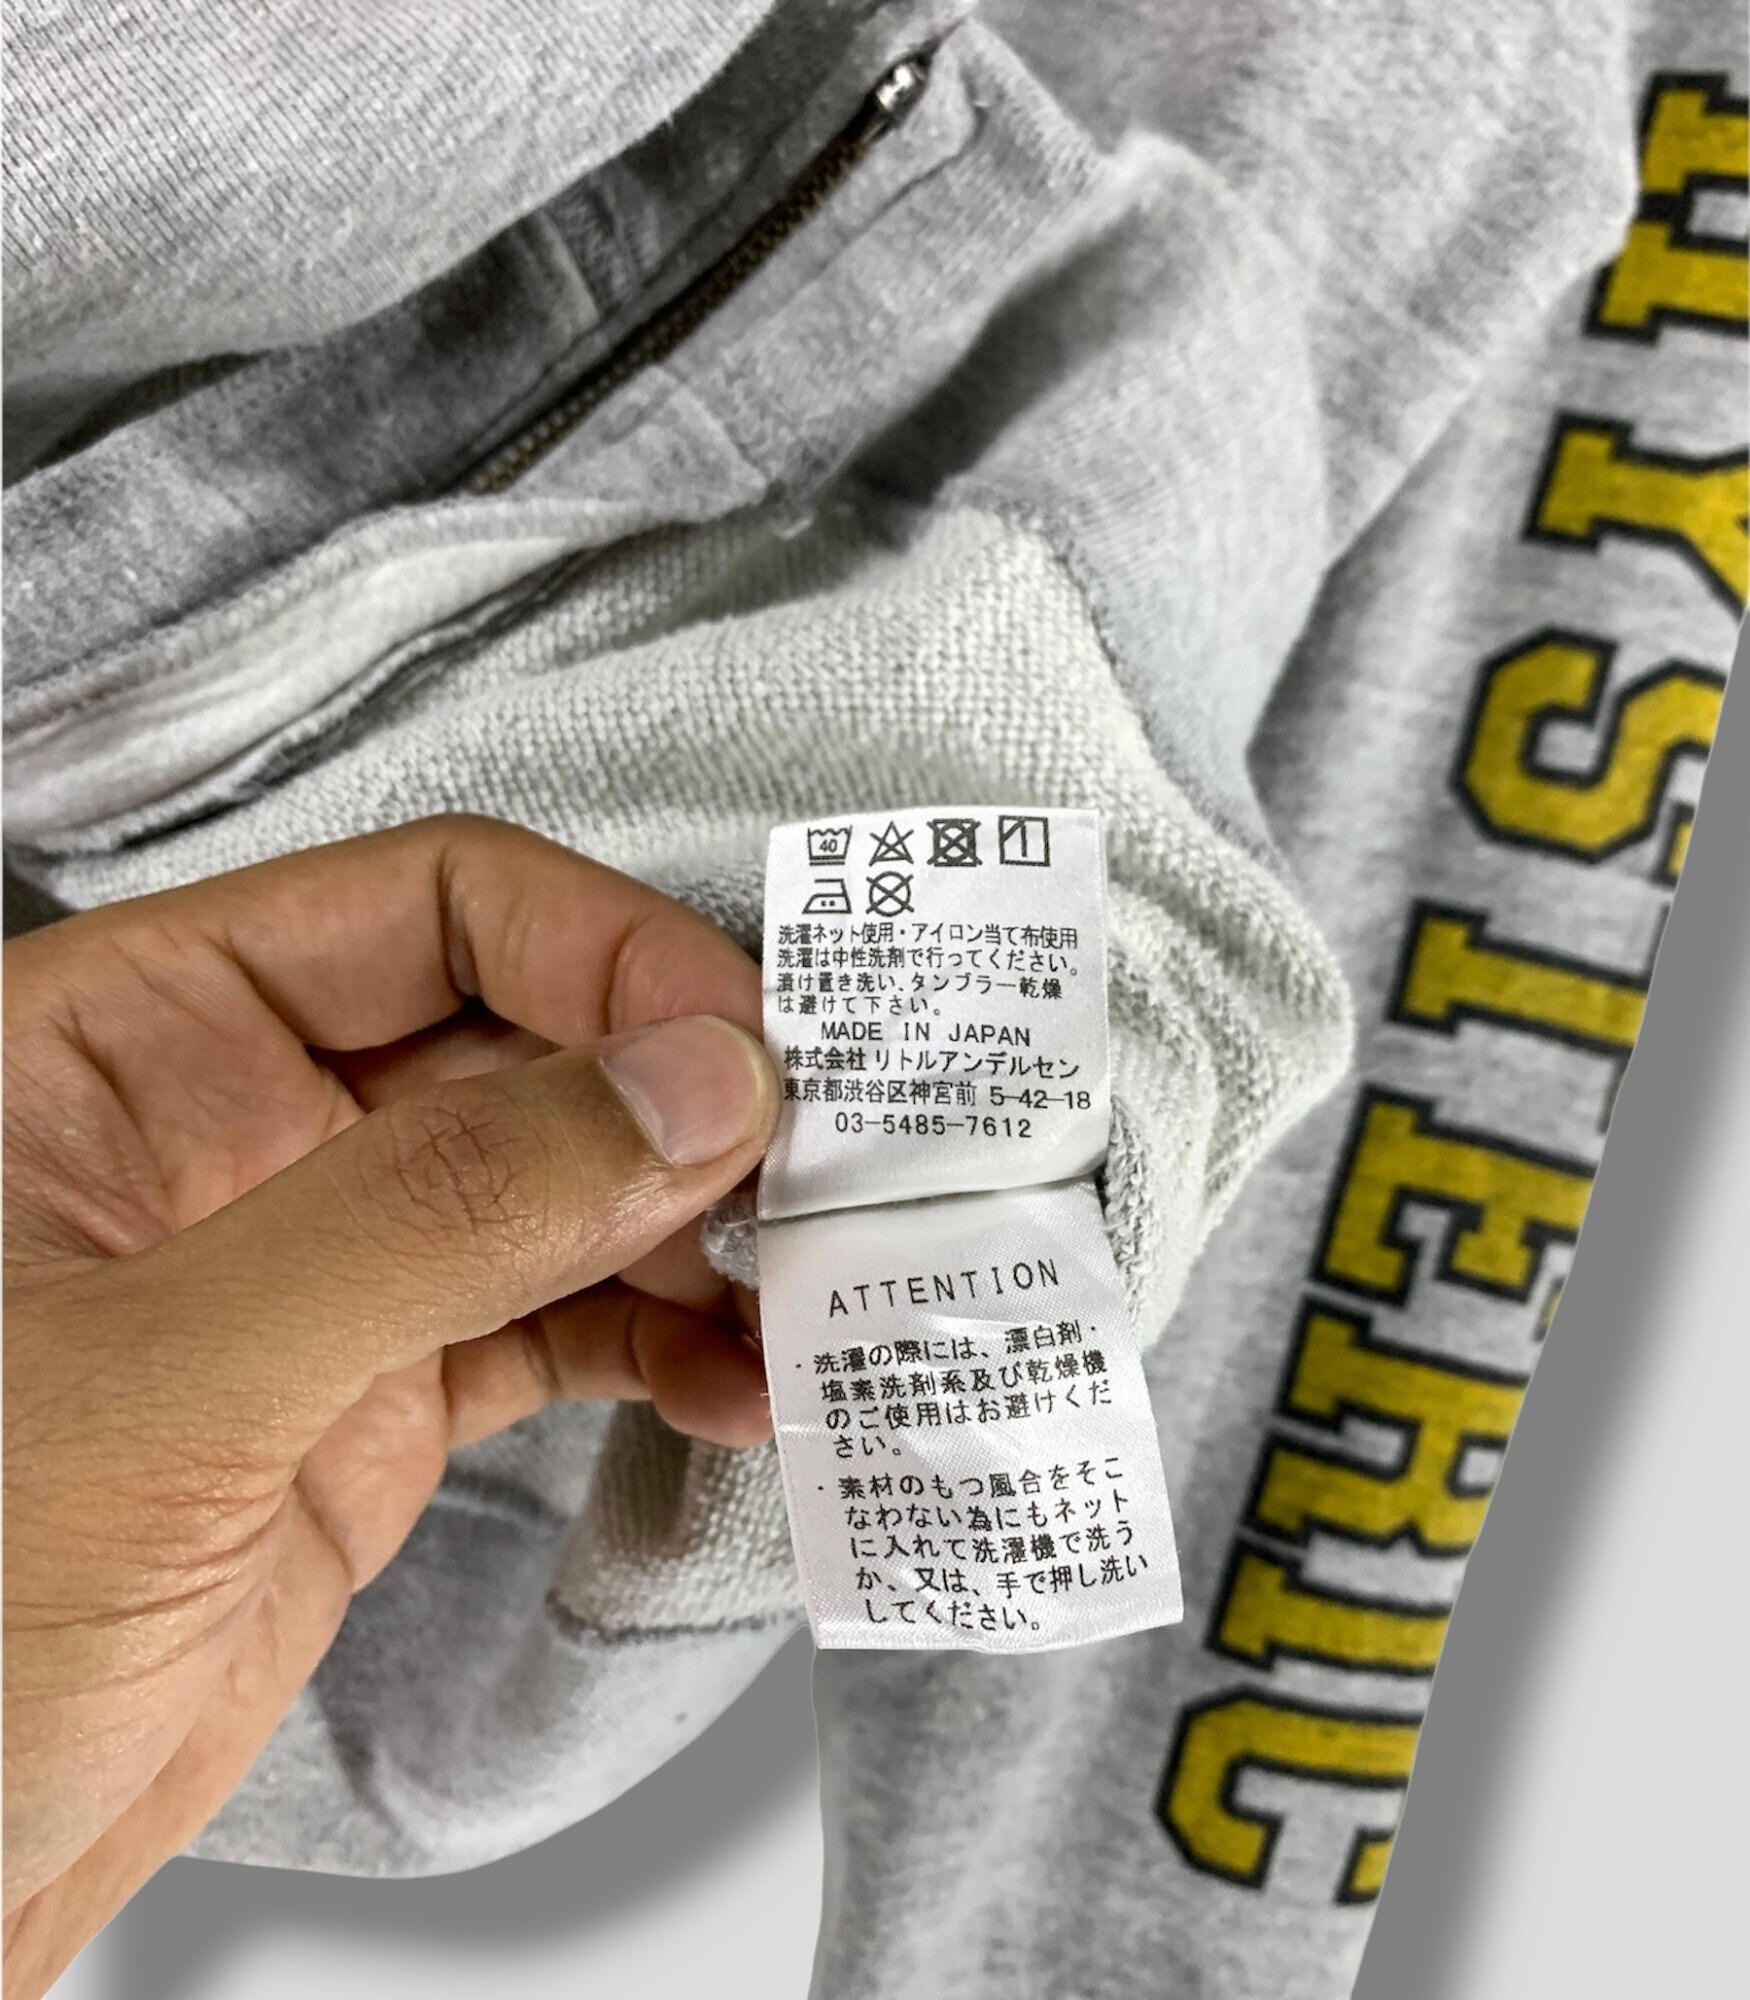 40
洗濯ネット使用・アイロン当て布使用
洗濯は中性洗剤で行ってください。
漬け置き洗い、タンブラー乾燥
は避けて下さい。
MADE IN JAPAN
株式会社リトルアンデルセン
東京都渋谷区神宮前 5-42-18
03-5485-7612
ATTENTION
・洗濯の際には、漂白剤・
塩素洗剤系及び乾燥機
のご使用はお避けくだ
さい。
・素材のもつ風合をそこ
なわない為にもネット
に入れて洗濯機で洗う
か、又は、手で押し洗い
してください。
HYSTERIC